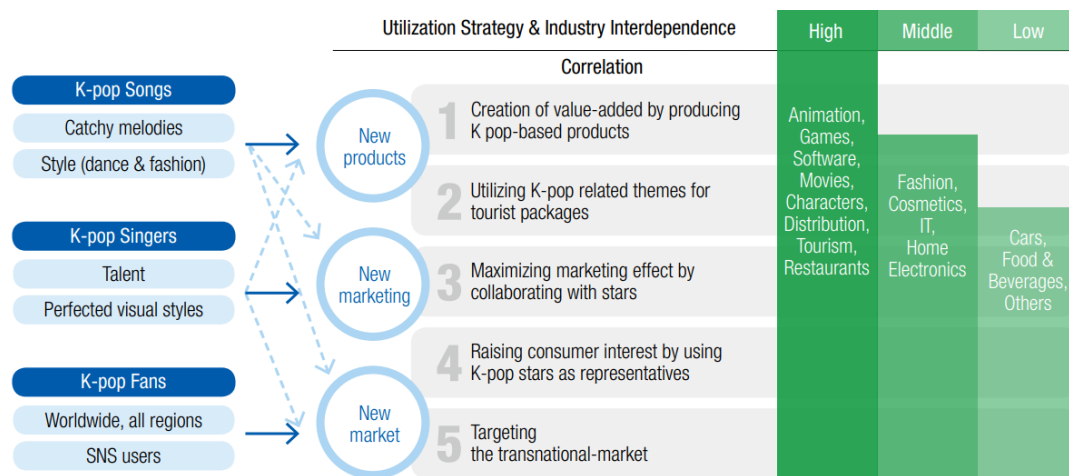 Utilization Strategy & Industry Interdependence
High
Middle
Low
Correlation
K-pop Songs
Catchy melodies
Style (dance & fashion)
K-pop Singers
Talent
Perfected visual styles
K-pop Fans
Worldwide, all regions
SNS users
New
products
New
marketing
New
market
1
Creation of value-added by producing
K pop-based products
2
Utilizing K-pop related themes for
tourist packages
3
Maximizing marketing effect by
collaborating with stars
4
Raising consumer interest by using
K-pop stars as representatives
5
Targeting
the transnational-market
Animation,
Games,
Software,
Movies,
Characters,
Distribution,
Tourism,
Restaurants
Fashion,
Cosmetics,
IT,
Home
Electronics
Cars,
Food &
Beverages,
Others